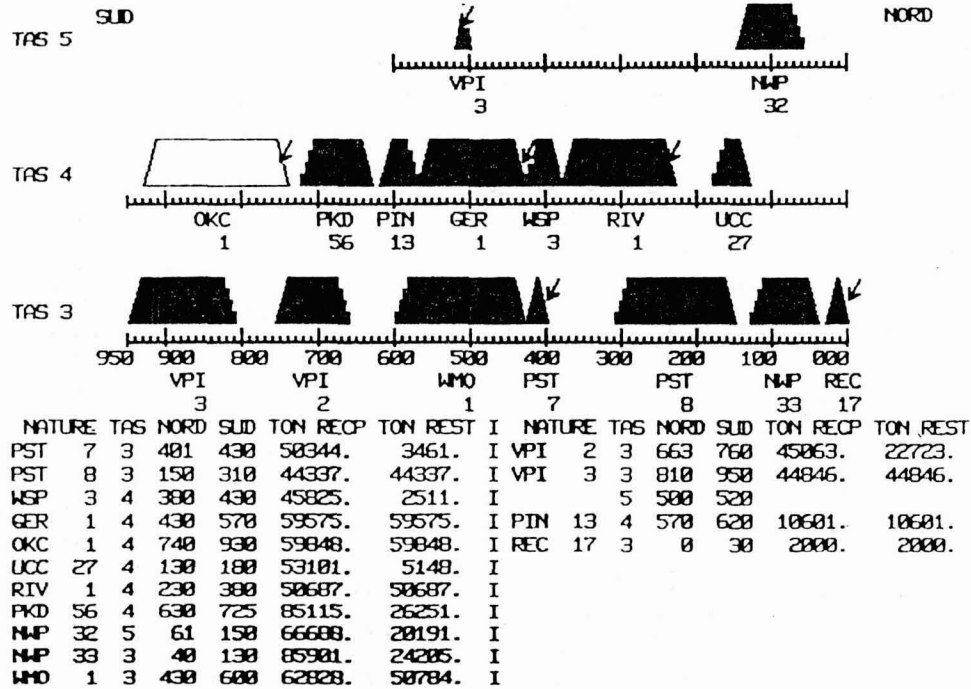 SUD NORD
TAS 5
VPI NWP
3 32
TAS 4
OKC PKD PIN GER WSP RIV UCC
1 56 13 1 3 1 27
TAS 3
950 900 800 700 600 500 400 300 200 100 000
VPI VPI WMO PST PST NWP REC
3 2 1 7 8 33 17
NATURE TAS NORD SUD TON RECP TON REST I NATURE TAS NORD SUD TON RECP TON REST
PST 7 3 401 430 50344. 3461. I VPI 2 3 663 760 45063. 22723.
PST 8 3 150 310 44337. 44337. I VPI 3 3 810 950 44846. 44846.
WSP 3 4 380 430 45825. 2511. I 5 500 520
GER 1 4 430 570 59575. 59575. I PIN 13 4 570 620 10601. 10601.
OKC 1 4 740 930 59848. 59848. I REC 17 3 0 30 2000. 2000.
UCC 27 4 130 180 53101. 5148. I
RIV 1 4 230 380 50687. 50687. I
PKD 56 4 630 725 85115. 26251. I
NWP 32 5 61 150 66688. 20191. I
NWP 33 3 40 130 85901. 24205. I
WMO 1 3 430 600 62828. 50784. I